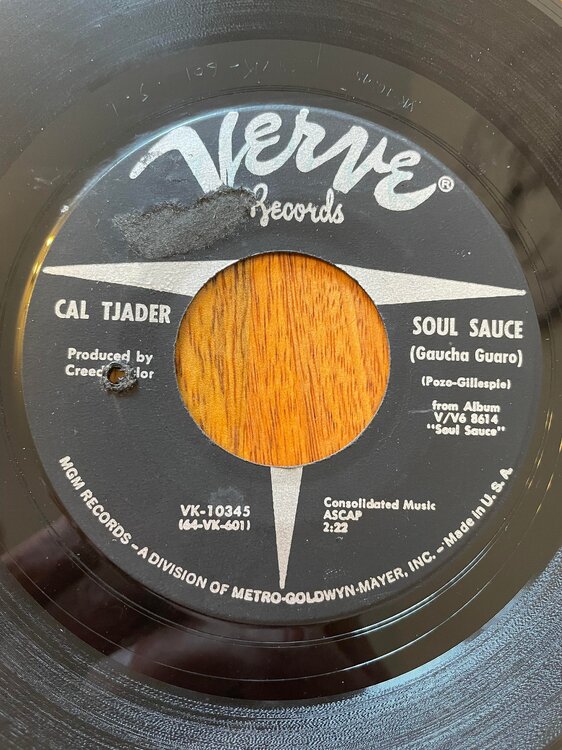 Verve®
Records
CAL TJADER
Produced by
Creed
SOUL SAUCE
(Gaucha Guaro)
(Pozo-Gillespie)
from Album
V/V6 8614
"Soul Sauce"
VK-10345
(64-VK-601)
Consolidated Music
ASCAP
2:22
MGM RECORDS – A DIVISION OF METRO-GOLDWYN-MAYER, INC. – Made in U. S. A.